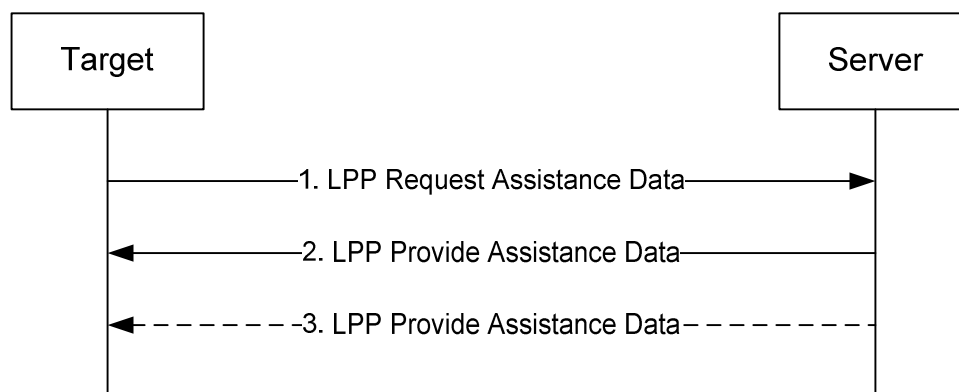 Target
Server
1. LPP Request Assistance Data
2. LPP Provide Assistance Data
3. LPP Provide Assistance Data